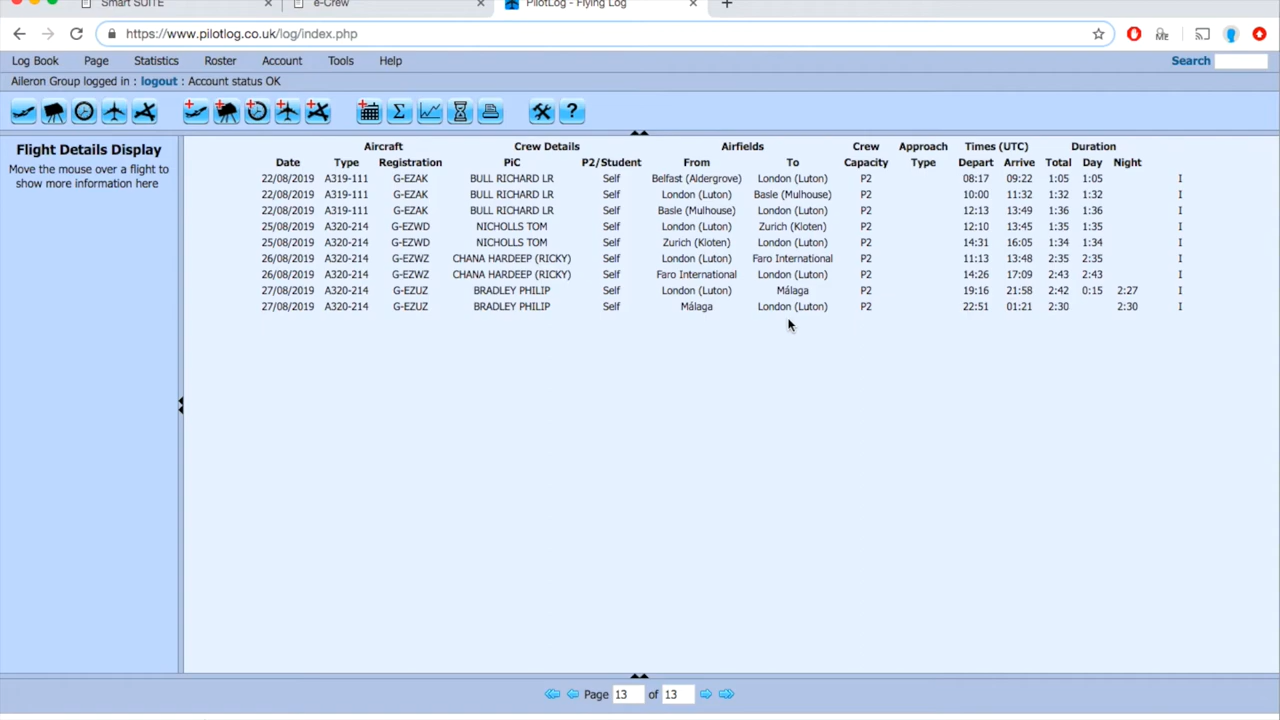 Smart SUITE e-Crew PilotLog - Flying Log
https://www.pilotlog.co.uk/log/index.php
Log Book Page Statistics Roster Account Tools Help Search
Aileron Group logged in : logout : Account status OK
Flight Details Display
Move the mouse over a flight to
show more information here
Aircraft Crew Details Airfields Crew Approach Times (UTC) Duration
Date Type Registration PiC P2/Student From To Capacity Type Depart Arrive Total Day Night
22/08/2019 A319-111 G-EZAK BULL RICHARD LR Self Belfast (Aldergrove) London (Luton) P2 08:17 09:22 1:05 1:05 I
22/08/2019 A319-111 G-EZAK BULL RICHARD LR Self London (Luton) Basle (Mulhouse) P2 10:00 11:32 1:32 1:32 I
22/08/2019 A319-111 G-EZAK BULL RICHARD LR Self Basle (Mulhouse) London (Luton) P2 12:13 13:49 1:36 1:36 I
25/08/2019 A320-214 G-EZWD NICHOLLS TOM Self London (Luton) Zurich (Kloten) P2 12:10 13:45 1:35 1:35 I
25/08/2019 A320-214 G-EZWD NICHOLLS TOM Self Zurich (Kloten) London (Luton) P2 14:31 16:05 1:34 1:34 I
26/08/2019 A320-214 G-EZWZ CHANA HARDEEP (RICKY) Self London (Luton) Faro International P2 11:13 13:48 2:35 2:35 I
26/08/2019 A320-214 G-EZWZ CHANA HARDEEP (RICKY) Self Faro International London (Luton) P2 14:26 17:09 2:43 2:43 I
27/08/2019 A320-214 G-EZUZ BRADLEY PHILIP Self London (Luton) Málaga P2 19:16 21:58 2:42 0:15 2:27 I
27/08/2019 A320-214 G-EZUZ BRADLEY PHILIP Self Málaga London (Luton) P2 22:51 01:21 2:30 2:30 I
Page 13 of 13